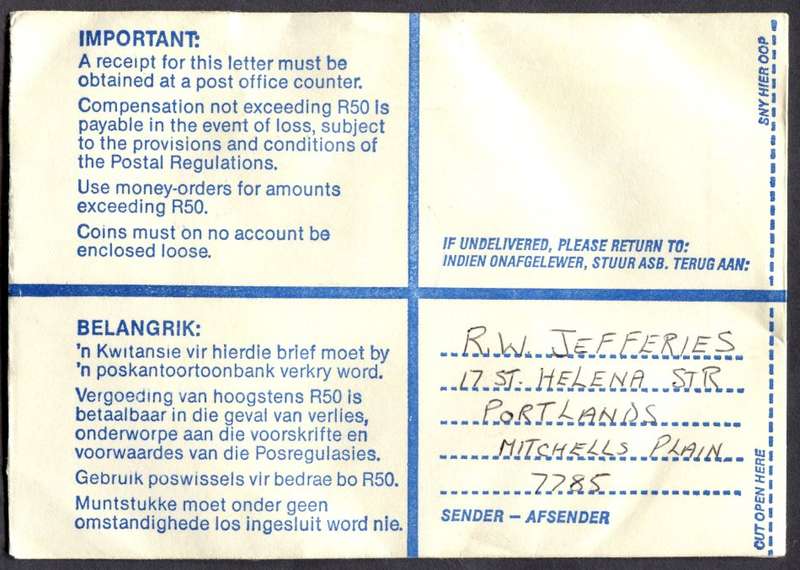 IMPORTANT:
A receipt for this letter must be
obtained at a post office counter.
Compensation not exceeding R50 is
payable in the event of loss, subject
to the provisions and conditions of
the Postal Regulations.
Use money-orders for amounts
exceeding R50.
Coins must on no account be
enclosed loose.
BELANGRIK:
'n Kwitansie vir hierdie brief moet by
'n poskantoortoonbank verkry word.
Vergoeding van hoogstens R50 is
betaalbaar in die geval van verlies,
onderworpe aan die voorskrifte en
voorwaardes van die Posregulasies.
Gebruik poswissels vir bedrae bo R50.
Muntstukke moet onder geen
omstandighede los ingesluit word nie.
IF UNDELIVERED, PLEASE RETURN TO:
INDIEN ONAFGELEWER, STUUR ASB. TERUG AAN:
R.W. JEFFERIES
17 ST. HELENA STR
PORTLANDS
MITCHELLS PLAIN
7785
SENDER – AFSENDER
SNY HIER OOP
CUT OPEN HERE